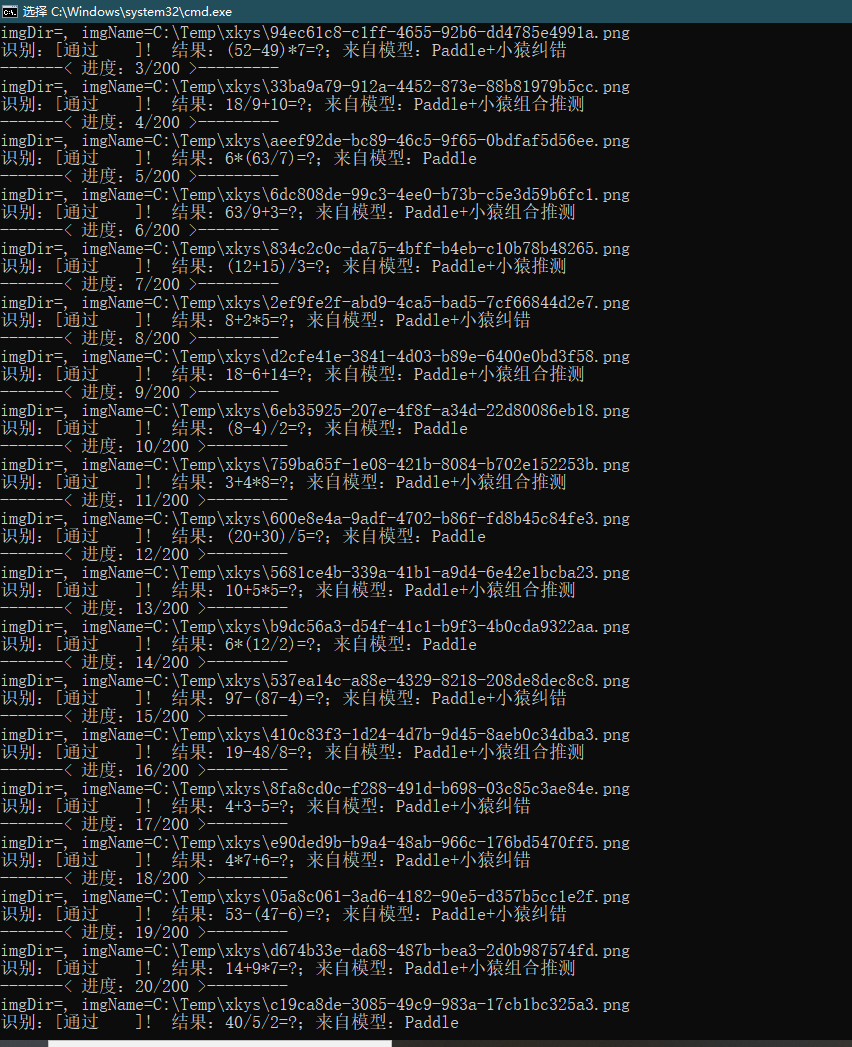 选择 C:\Windows\system32\cmd.exe
imgDir=, imgName=C:\Temp\xkys\94ec61c8-c1ff-4655-92b6-dd4785e4991a.png
识别: [通过    ]!  结果: (52-49)*7=?; 来自模型: Paddle+小猿纠错
-------< 进度: 3/200 >---------
imgDir=, imgName=C:\Temp\xkys\33ba9a79-912a-4452-873e-88b81979b5cc.png
识别: [通过    ]!  结果: 18/9+10=?; 来自模型: Paddle+小猿组合推测
-------< 进度: 4/200 >---------
imgDir=, imgName=C:\Temp\xkys\aeef92de-bc89-46c5-9f65-0bdfaf5d56ee.png
识别: [通过    ]!  结果: 6*(63/7)=?; 来自模型: Paddle
-------< 进度: 5/200 >---------
imgDir=, imgName=C:\Temp\xkys\6dc808de-99c3-4ee0-b73b-c5e3d59b6fc1.png
识别: [通过    ]!  结果: 63/9+3=?; 来自模型: Paddle+小猿组合推测
-------< 进度: 6/200 >---------
imgDir=, imgName=C:\Temp\xkys\834c2c0c-da75-4bff-b4eb-c10b78b48265.png
识别: [通过    ]!  结果: (12+15)/3=?; 来自模型: Paddle+小猿推测
-------< 进度: 7/200 >---------
imgDir=, imgName=C:\Temp\xkys\2ef9fe2f-abd9-4ca5-bad5-7cf66844d2e7.png
识别: [通过    ]!  结果: 8+2*5=?; 来自模型: Paddle+小猿纠错
-------< 进度: 8/200 >---------
imgDir=, imgName=C:\Temp\xkys\d2cfe41e-3841-4d03-b89e-6400e0bd3f58.png
识别: [通过    ]!  结果: 18-6+14=?; 来自模型: Paddle+小猿组合推测
-------< 进度: 9/200 >---------
imgDir=, imgName=C:\Temp\xkys\6eb35925-207e-4f8f-a34d-22d80086eb18.png
识别: [通过    ]!  结果: (8-4)/2=?; 来自模型: Paddle
-------< 进度: 10/200 >---------
imgDir=, imgName=C:\Temp\xkys\759ba65f-1e08-421b-8084-b702e152253b.png
识别: [通过    ]!  结果: 3+4*8=?; 来自模型: Paddle+小猿组合推测
-------< 进度: 11/200 >---------
imgDir=, imgName=C:\Temp\xkys\600e8e4a-9adf-4702-b86f-fd8b45c84fe3.png
识别: [通过    ]!  结果: (20+30)/5=?; 来自模型: Paddle
-------< 进度: 12/200 >---------
imgDir=, imgName=C:\Temp\xkys\5681ce4b-339a-41b1-a9d4-6e42e1bcba23.png
识别: [通过    ]!  结果: 10+5*5=?; 来自模型: Paddle+小猿组合推测
-------< 进度: 13/200 >---------
imgDir=, imgName=C:\Temp\xkys\b9dc56a3-d54f-41c1-b9f3-4b0cda9322aa.png
识别: [通过    ]!  结果: 6*(12/2)=?; 来自模型: Paddle
-------< 进度: 14/200 >---------
imgDir=, imgName=C:\Temp\xkys\537ea14c-a88e-4329-8218-208de8dec8c8.png
识别: [通过    ]!  结果: 97-(87-4)=?; 来自模型: Paddle+小猿纠错
-------< 进度: 15/200 >---------
imgDir=, imgName=C:\Temp\xkys\410c83f3-1d24-4d7b-9d45-8aeb0c34dba3.png
识别: [通过    ]!  结果: 19-48/8=?; 来自模型: Paddle+小猿组合推测
-------< 进度: 16/200 >---------
imgDir=, imgName=C:\Temp\xkys\8fa8cd0c-f288-491d-b698-03c85c3ae84e.png
识别: [通过    ]!  结果: 4+3-5=?; 来自模型: Paddle+小猿纠错
-------< 进度: 17/200 >---------
imgDir=, imgName=C:\Temp\xkys\e90ded9b-b9a4-48ab-966c-176bd5470ff5.png
识别: [通过    ]!  结果: 4*7+6=?; 来自模型: Paddle+小猿纠错
-------< 进度: 18/200 >---------
imgDir=, imgName=C:\Temp\xkys\05a8c061-3ad6-4182-90e5-d357b5cc1e2f.png
识别: [通过    ]!  结果: 53-(47-6)=?; 来自模型: Paddle+小猿纠错
-------< 进度: 19/200 >---------
imgDir=, imgName=C:\Temp\xkys\d674b33e-da68-487b-bea3-2d0b987574fd.png
识别: [通过    ]!  结果: 14+9*7=?; 来自模型: Paddle+小猿组合推测
-------< 进度: 20/200 >---------
imgDir=, imgName=C:\Temp\xkys\c19ca8de-3085-49c9-983a-17cb1bc325a3.png
识别: [通过    ]!  结果: 40/5/2=?; 来自模型: Paddle